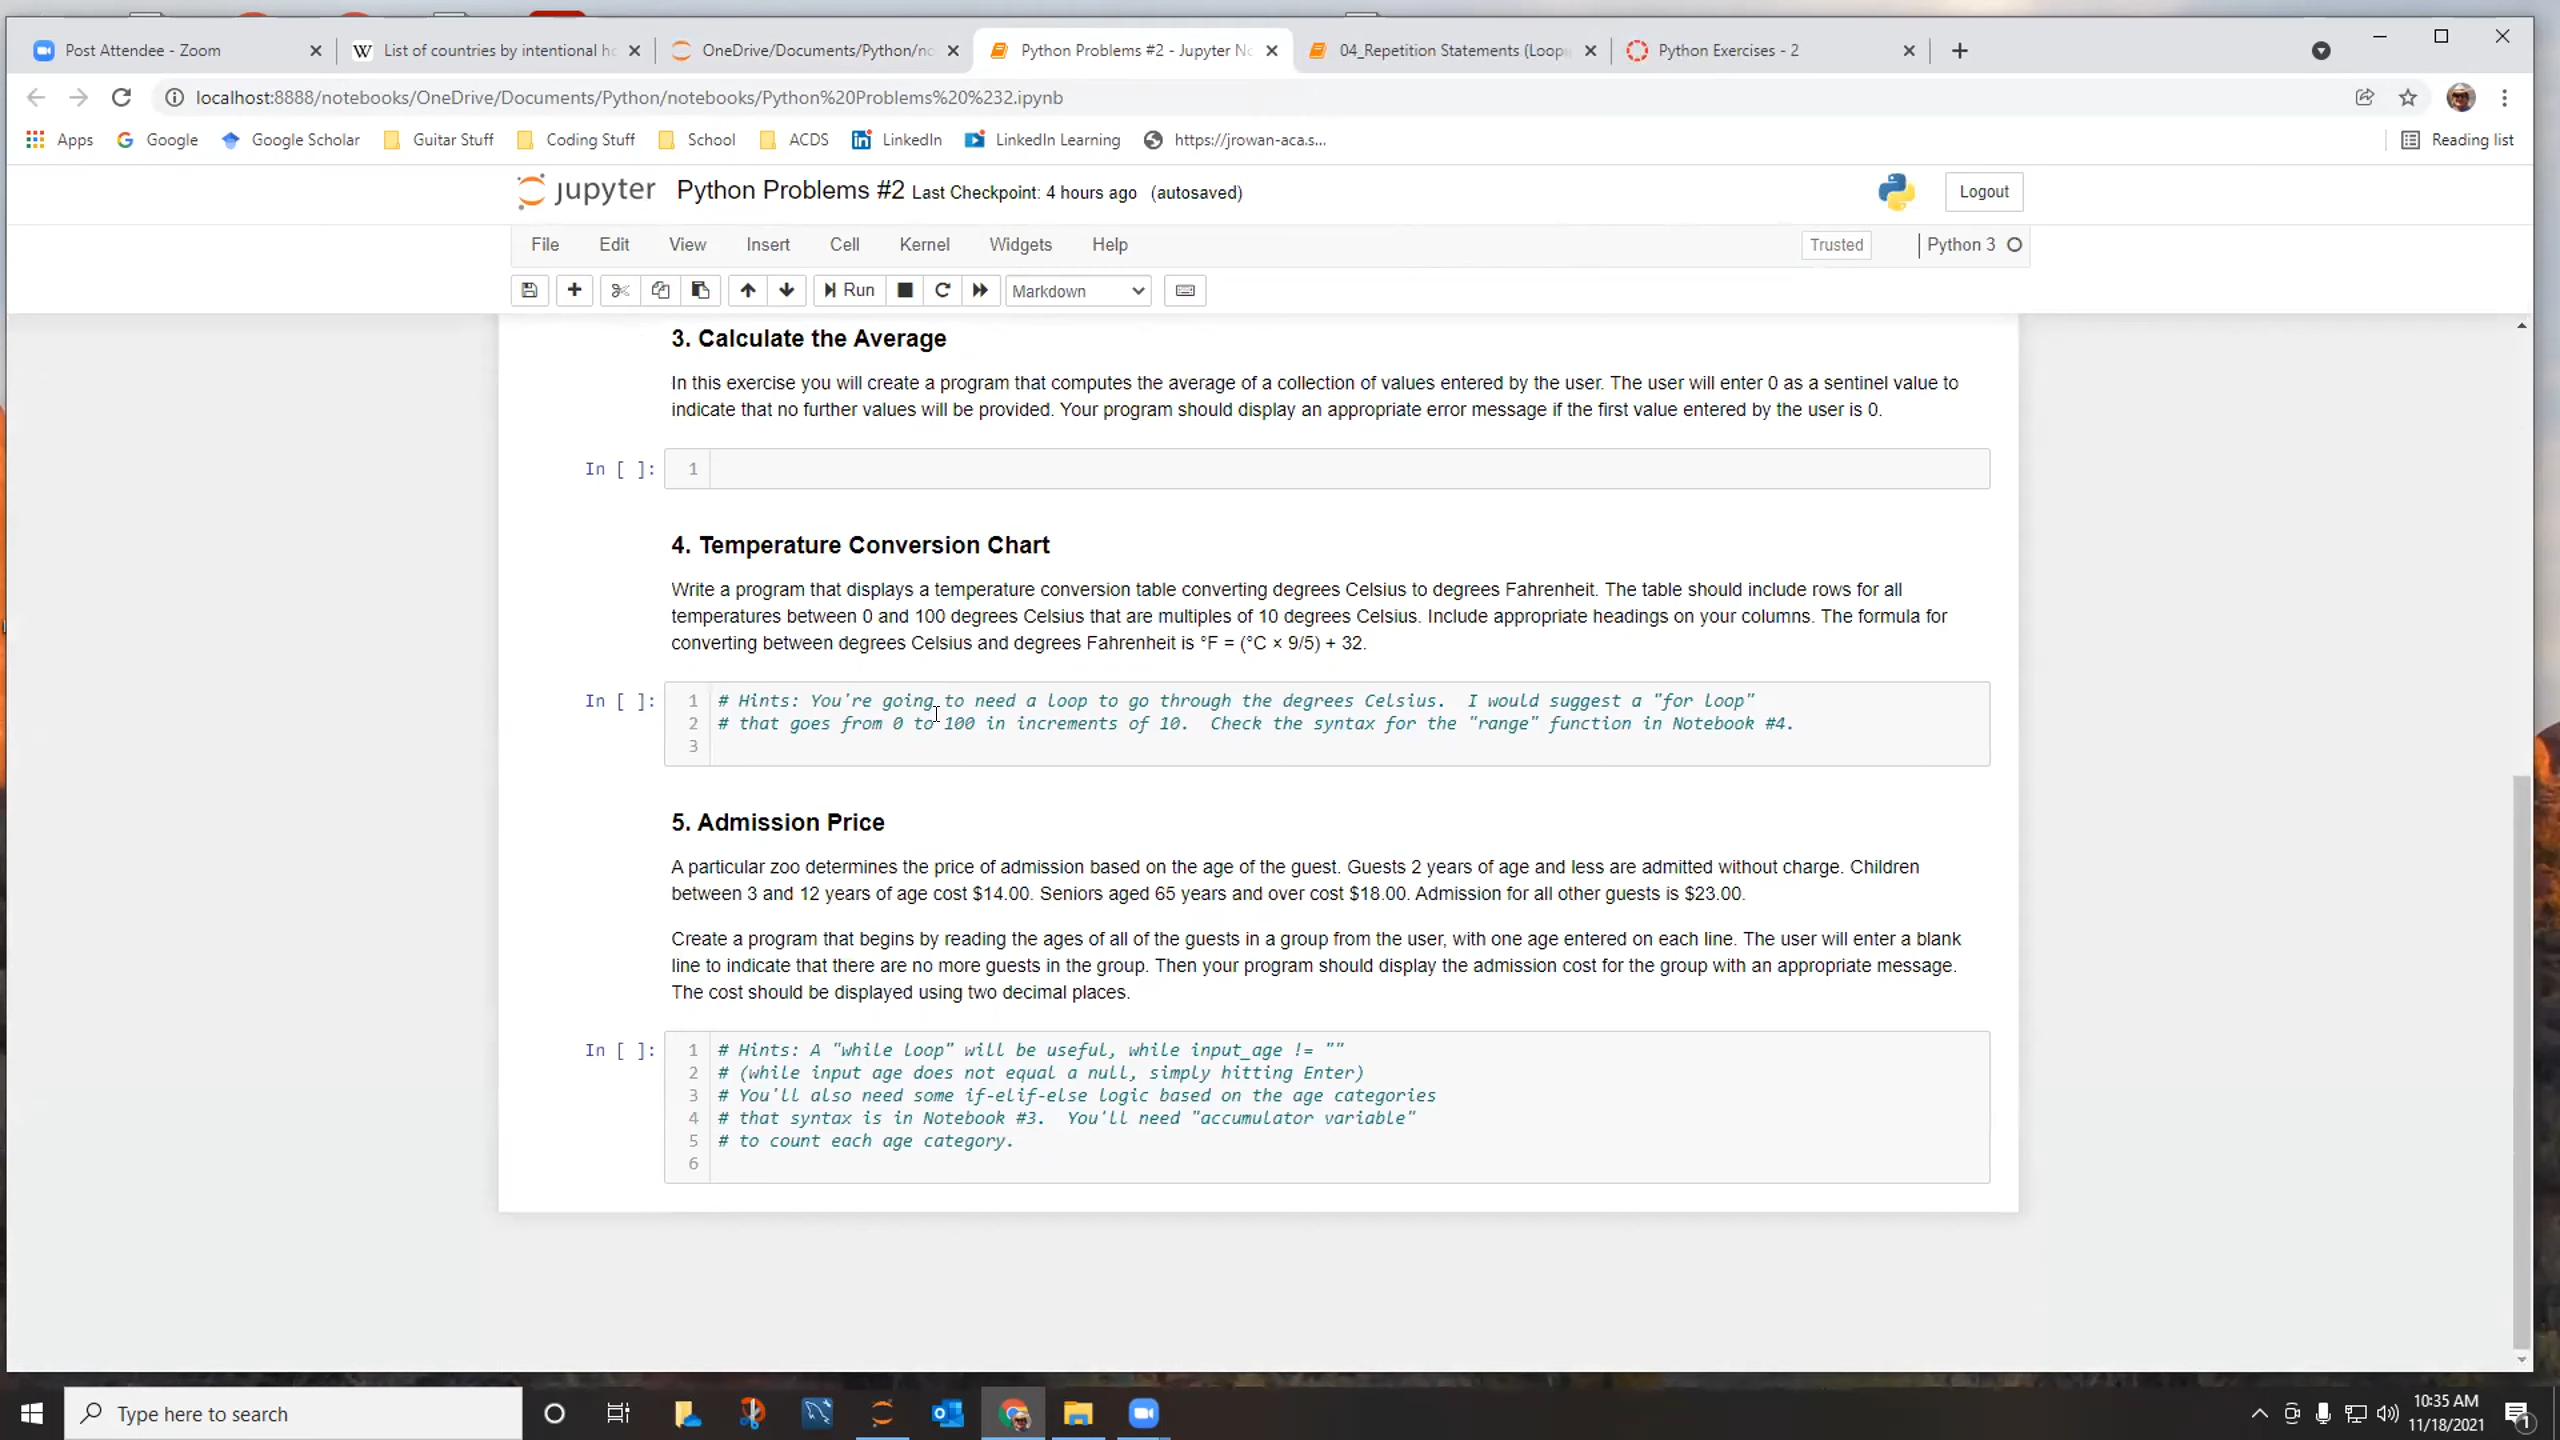 Post Attendee - Zoom
List of countries by intentional ho
OneDrive/Documents/Python/no
Python Problems #2 - Jupyter No
04_Repetition Statements (Loop
Python Exercises - 2
localhost:8888/notebooks/OneDrive/Documents/Python/notebooks/Python%20Problems%20%232.ipynb
Apps
Google
Google Scholar
Guitar Stuff
Coding Stuff
School
ACDS
LinkedIn
LinkedIn Learning
https://jrowan-aca.s...
Reading list
jupyter Python Problems #2 Last Checkpoint: 4 hours ago (autosaved)
Logout
File Edit View Insert Cell Kernel Widgets Help
Trusted
Python 3
Run
Markdown
3. Calculate the Average
In this exercise you will create a program that computes the average of a collection of values entered by the user. The user will enter 0 as a sentinel value to
indicate that no further values will be provided. Your program should display an appropriate error message if the first value entered by the user is 0.
In [ ]: 1
4. Temperature Conversion Chart
Write a program that displays a temperature conversion table converting degrees Celsius to degrees Fahrenheit. The table should include rows for all
temperatures between 0 and 100 degrees Celsius that are multiples of 10 degrees Celsius. Include appropriate headings on your columns. The formula for
converting between degrees Celsius and degrees Fahrenheit is °F = (°C × 9/5) + 32.
In [ ]: 1 # Hints: You're going to need a loop to go through the degrees Celsius. I would suggest a "for loop"
2 # that goes from 0 to 100 in increments of 10. Check the syntax for the "range" function in Notebook #4.
3
5. Admission Price
A particular zoo determines the price of admission based on the age of the guest. Guests 2 years of age and less are admitted without charge. Children
between 3 and 12 years of age cost $14.00. Seniors aged 65 years and over cost $18.00. Admission for all other guests is $23.00.
Create a program that begins by reading the ages of all of the guests in a group from the user, with one age entered on each line. The user will enter a blank
line to indicate that there are no more guests in the group. Then your program should display the admission cost for the group with an appropriate message.
The cost should be displayed using two decimal places.
In [ ]: 1 # Hints: A "while loop" will be useful, while input_age != ""
2 # (while input age does not equal a null, simply hitting Enter)
3 # You'll also need some if-elif-else logic based on the age categories
4 # that syntax is in Notebook #3. You'll need "accumulator variable"
5 # to count each age category.
6
Type here to search
10:35 AM
11/18/2021
1